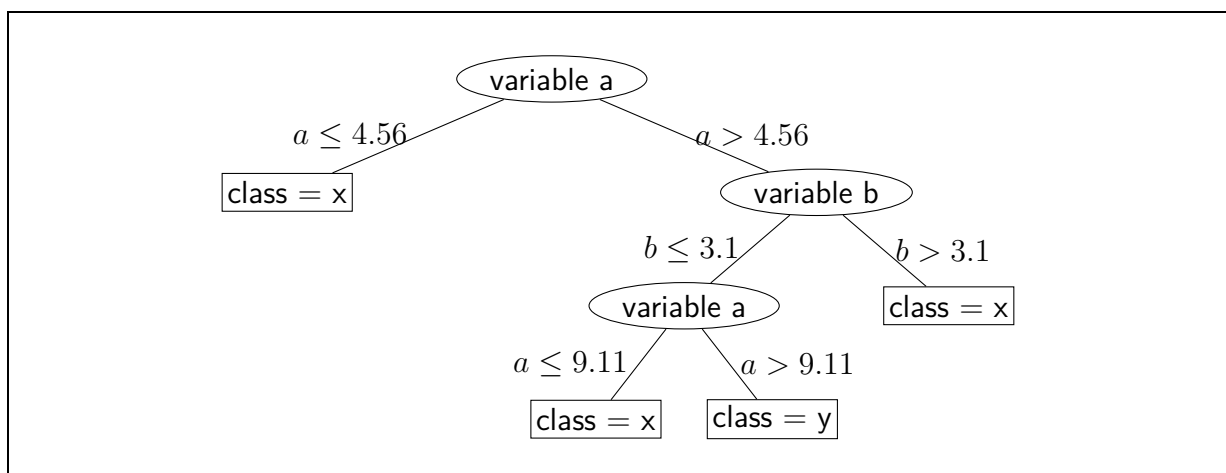 variable a
a ≤ 4.56
a > 4.56
class = x
variable b
b ≤ 3.1
b > 3.1
variable a
class = x
a ≤ 9.11
a > 9.11
class = x
class = y